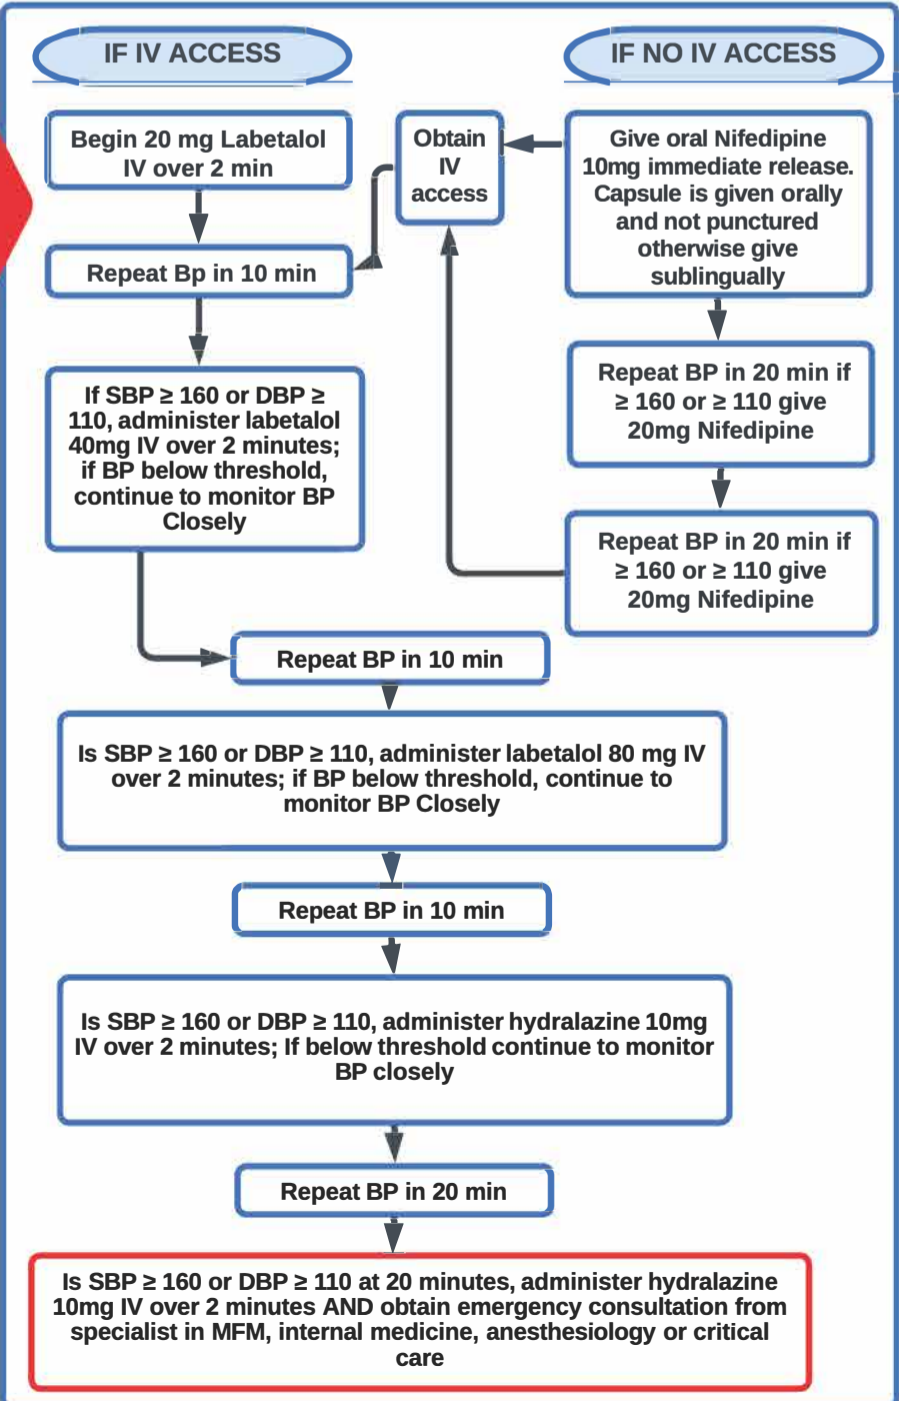 IF IV ACCESS
Begin 20 mg Labetalol
IV over 2 min
Repeat Bp in 10 min
If SBP ≥ 160 or DBP ≥
110, administer labetalol
40mg IV over 2 minutes;
if BP below threshold,
continue to monitor BP
Closely
Obtain
IV
access
IF NO IV ACCESS
Give oral Nifedipine
10mg immediate release.
Capsule is given orally
and not punctured
otherwise give
sublingually
Repeat BP in 20 min if
≥ 160 or ≥ 110 give
20mg Nifedipine
Repeat BP in 20 min if
≥ 160 or ≥ 110 give
20mg Nifedipine
Repeat BP in 10 min
Is SBP ≥ 160 or DBP ≥ 110, administer labetalol 80 mg IV
over 2 minutes; if BP below threshold, continue to
monitor BP Closely
Repeat BP in 10 min
Is SBP ≥ 160 or DBP ≥ 110, administer hydralazine 10mg
IV over 2 minutes; If below threshold continue to monitor
BP closely
Repeat BP in 20 min
Is SBP ≥ 160 or DBP ≥ 110 at 20 minutes, administer hydralazine
10mg IV over 2 minutes AND obtain emergency consultation from
specialist in MFM, internal medicine, anesthesiology or critical
care